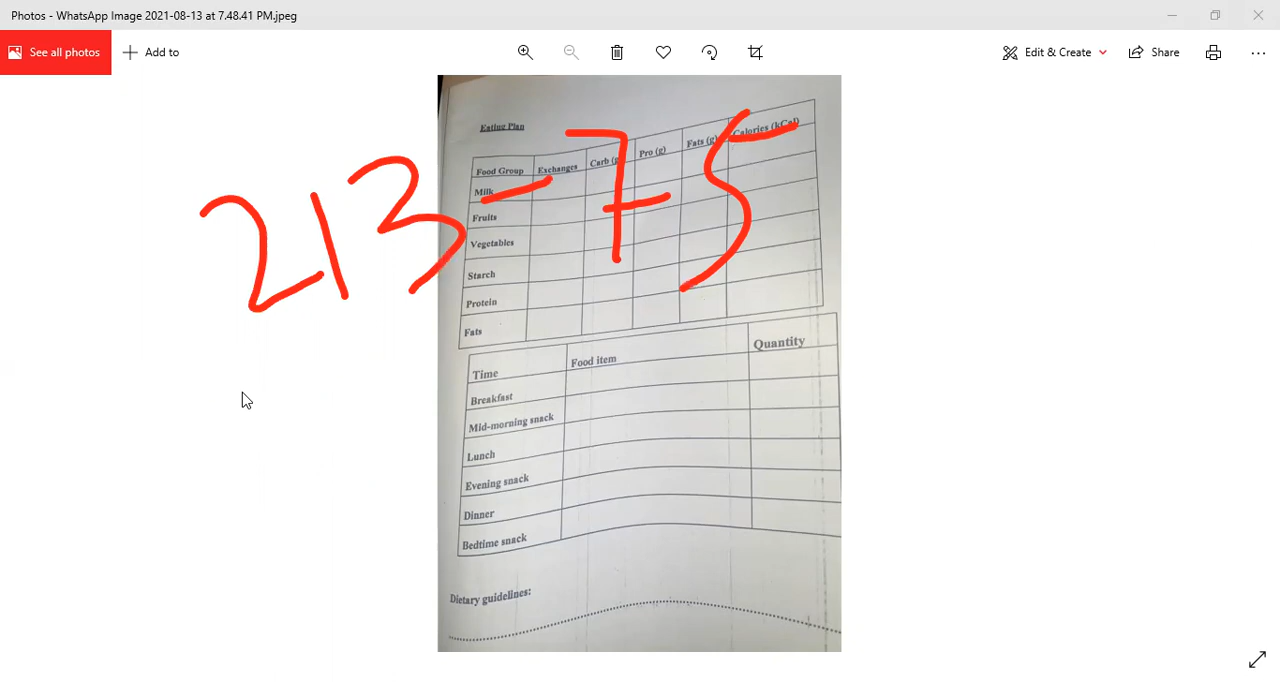 Photos - WhatsApp Image 2021-08-13 at 7.48.41 PM.jpeg
See all photos
Add to
Edit & Create
Share
Eating Plan
Food Group Exchanges Carb (g Pro (g) Fats (g) Calories (kCal)
Milk
Fruits
Vegetables
Starch
Protein
Fats
213-75
Time Food item Quantity
Breakfast
Mid-morning snack
Lunch
Evening snack
Dinner
Bedtime snack
Dietary guidelines: